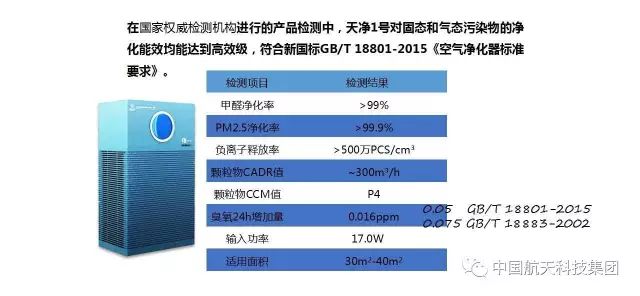 在国家权威检测机构进行的产品检测中，天净1号对固态和气态污染物的净
化能效均能达到高效级，符合新国标GB/T 18801-2015《空气净化器标准
要求》。
检测项目 检测结果
甲醛净化率 >99%
PM2.5净化率 >99.9%
负离子释放率 >500万PCS/cm³
颗粒物CADR值 ~300m³/h
颗粒物CCM值 P4
臭氧24h增加量 0.016ppm
0.05 GB/T 18801-2015
0.075 GB/T 18883-2002
输入功率 17.0W
适用面积 30m²-40m²
中国航天科技集团